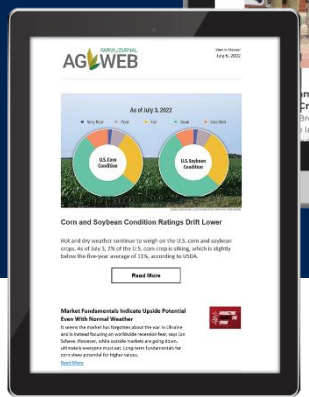 FARM JOURNAL
AGWEB
View in browser
July 6, 2022
As of July 3, 2022
Very Poor
Poor
Fair
Good
Excellent
U.S. Corn
Condition
U.S. Soybean
Condition
Corn and Soybean Condition Ratings Drift Lower
Hot and dry weather continue to weigh on the U.S. corn and soybean
crops. As of July 3, 7% of the U.S. corn crop is silking, which is slightly
below the five-year average of 11%, according to USDA.
Read More
Market Fundamentals Indicate Upside Potential
Even With Normal Weather
It seems the market has forgotten about the war in Ukraine
and is instead focusing on worldwide recession fear, says Jon
Scheve. However, while outside markets are going down,
ultimately everyone must eat. Long-term fundamentals for
corn show potential for higher values.
Read More
MARKETING
THE
CROP